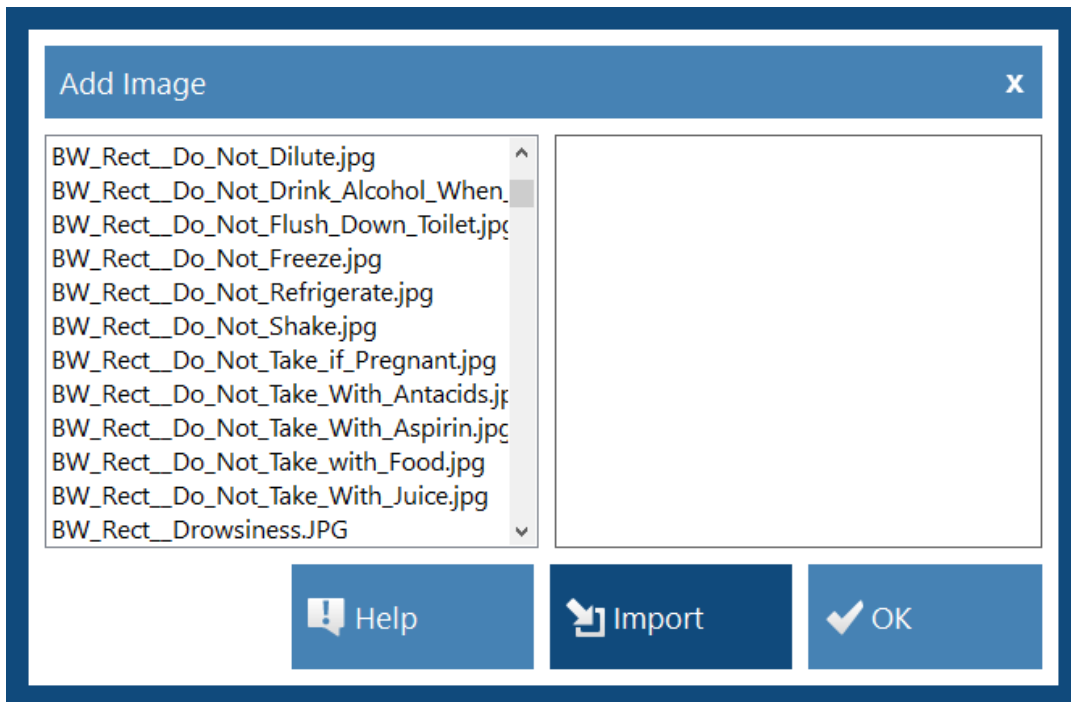 Add Image
x
BW_Rect__Do_Not_Dilute.jpg
BW_Rect__Do_Not_Drink_Alcohol_When_
BW_Rect__Do_Not_Flush_Down_Toilet.jpg
BW_Rect__Do_Not_Freeze.jpg
BW_Rect__Do_Not_Refrigerate.jpg
BW_Rect__Do_Not_Shake.jpg
BW_Rect__Do_Not_Take_if_Pregnant.jpg
BW_Rect__Do_Not_Take_With_Antacids.jp
BW_Rect__Do_Not_Take_With_Aspirin.jpg
BW_Rect__Do_Not_Take_with_Food.jpg
BW_Rect__Do_Not_Take_With_Juice.jpg
BW_Rect__Drowsiness.JPG
Help
Import
OK